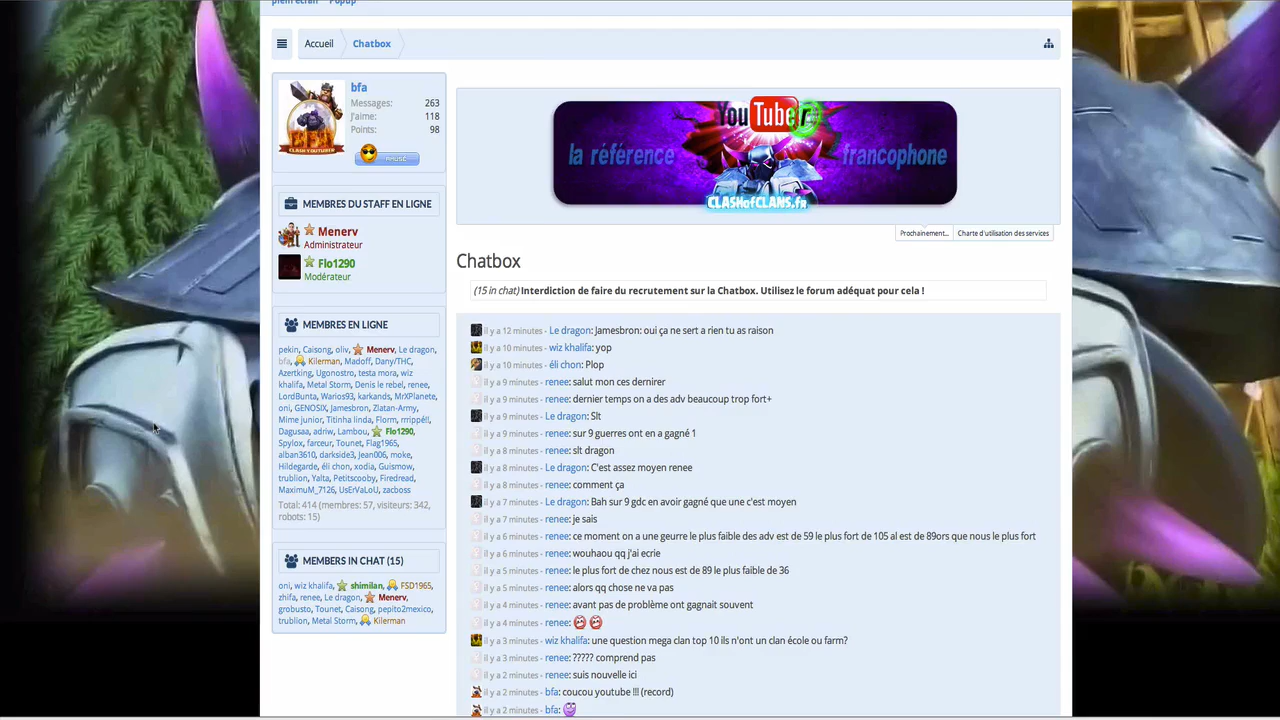 plein écran
Popup
Accueil
Chatbox
bfa
Messages: 263
J'aime: 118
Points: 98
Amusé
MEMBRES DU STAFF EN LIGNE
Menerv
Administrateur
Flo1290
Modérateur
MEMBRES EN LIGNE
pekin, Caisong, oliv, Menerv, Le dragon,
bfa, Kilerman, Madoff, Dany/THC,
Azertking, Ugonostro, testa mora, wiz
khalifa, Metal Storm, Denis le rebel, renee,
LordBunta, Warios93, karkands, MrXPlanete,
oni, GENOSIX, Jamesbron, Zlatan-Army,
Mime junior, Titinha linda, Florm, rrrippé!!,
Dagusaa, adriw, Lambou, Flo1290,
Spylox, farceur, Tounet, Flag1965,
alban3610, darkside3, Jean006, moke,
Hildegarde, éli chon, xodia, Guismow,
trublion, Yalta, Petitscooby, Firedread,
MaximuM_7126, UsErVaLoU, zacboss
Total: 414 (membres: 57, visiteurs: 342,
robots: 15)
MEMBERS IN CHAT (15)
oni, wiz khalifa, shimilan, FSD1965,
zhifa, renee, Le dragon, Menerv,
grobusto, Tounet, Caisong, pepito2mexico,
trublion, Metal Storm, Kilerman
YouTube.fr
la référence francophone
CLASHofCLANS.fr
Prochainement... Charte d'utilisation des services
Chatbox
(15 in chat) Interdiction de faire du recrutement sur la Chatbox. Utilisez le forum adéquat pour cela !
il y a 12 minutes - Le dragon: Jamesbron: oui ça ne sert a rien tu as raison
il y a 10 minutes - wiz khalifa: yop
il y a 10 minutes - éli chon: Plop
il y a 9 minutes - renee: salut mon ces dernirer
il y a 9 minutes - renee: dernier temps on a des adv beaucoup trop fort+
il y a 9 minutes - Le dragon: Slt
il y a 9 minutes - renee: sur 9 guerres ont en a gagné 1
il y a 8 minutes - renee: slt dragon
il y a 8 minutes - Le dragon: C'est assez moyen renee
il y a 8 minutes - renee: comment ça
il y a 7 minutes - Le dragon: Bah sur 9 gdc en avoir gagné que une c'est moyen
il y a 7 minutes - renee: je sais
il y a 6 minutes - renee: ce moment on a une geurre le plus faible des adv est de 59 le plus fort de 105 al est de 89ors que nous le plus fort
il y a 6 minutes - renee: wouhaou qq j'ai ecrie
il y a 5 minutes - renee: le plus fort de chez nous est de 89 le plus faible de 36
il y a 5 minutes - renee: alors qq chose ne va pas
il y a 4 minutes - renee: avant pas de problème ont gagnait souvent
il y a 4 minutes - renee:
il y a 3 minutes - wiz khalifa: une question mega clan top 10 ils n'ont un clan école ou farm?
il y a 3 minutes - renee: ????? comprend pas
il y a 2 minutes - renee: suis nouvelle ici
il y a 2 minutes - bfa: coucou youtube !!! (record)
il y a 2 minutes - bfa: